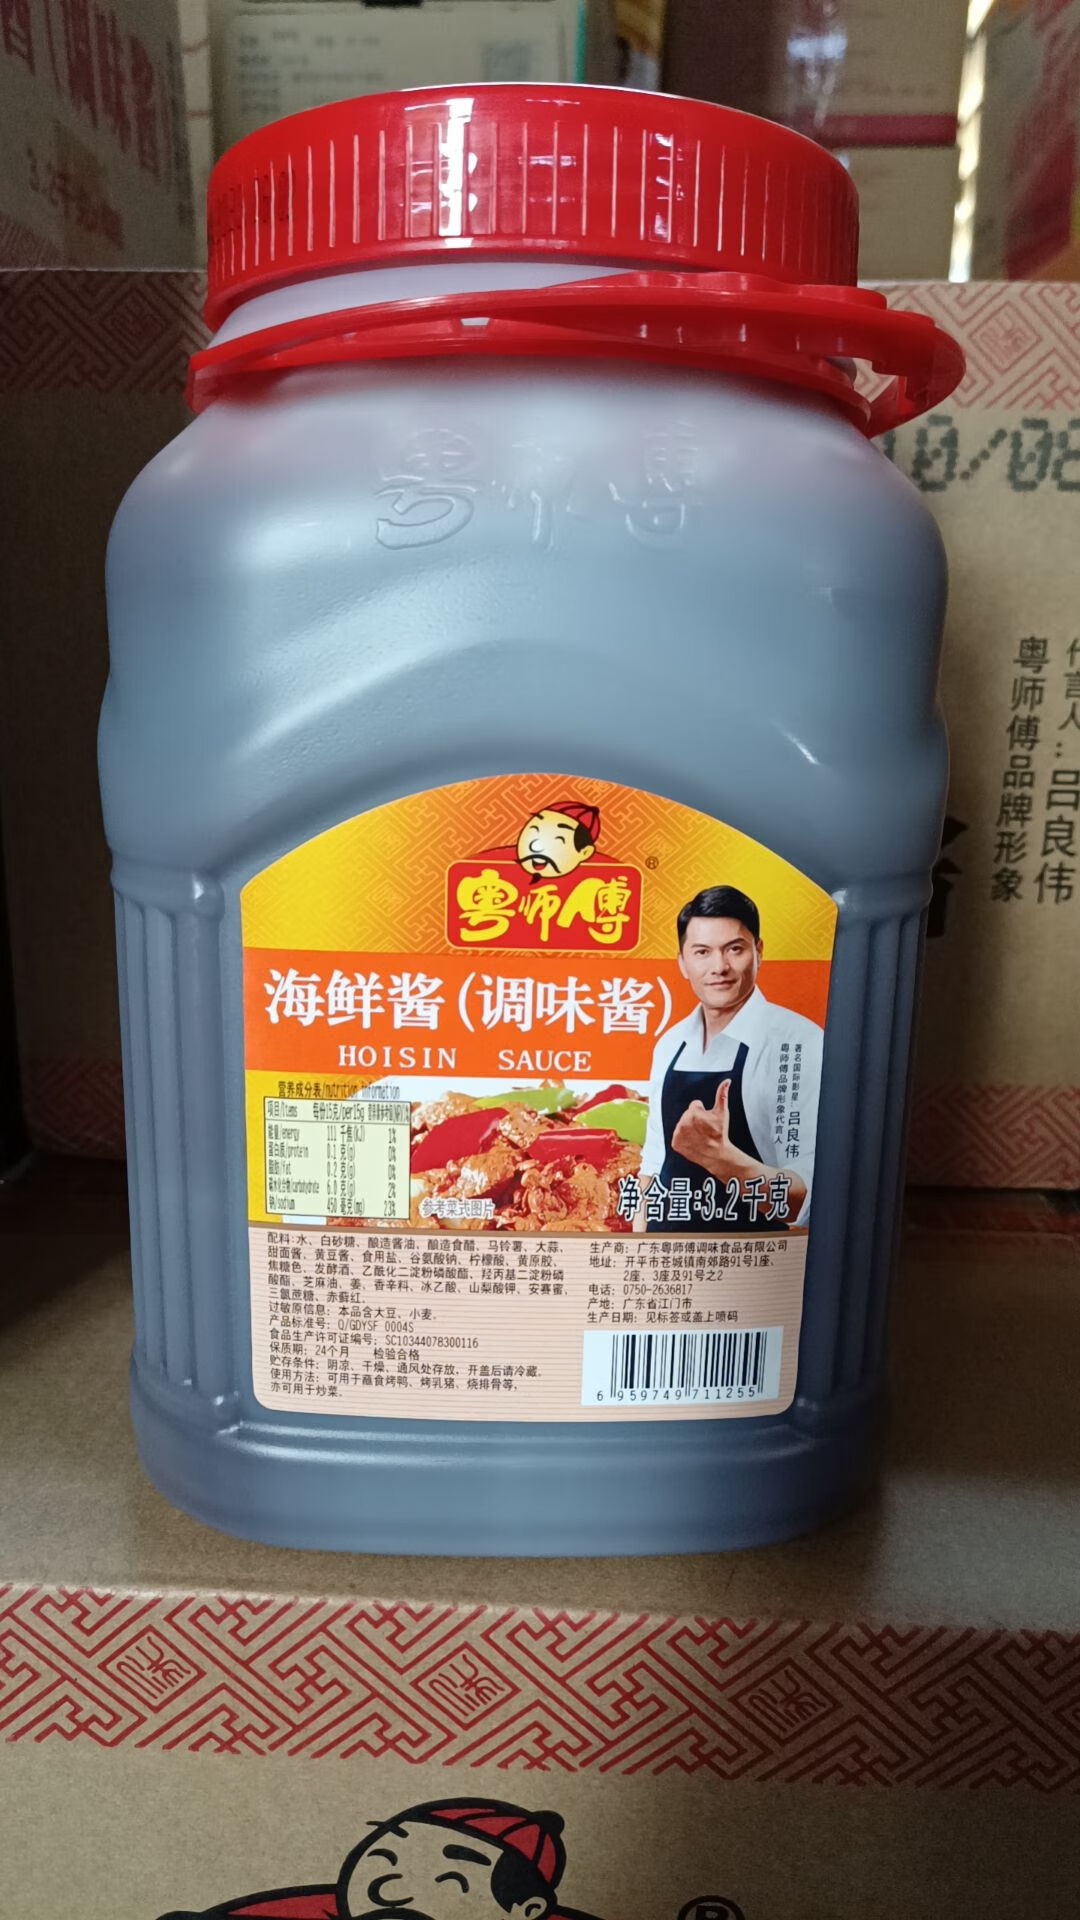 粤师傅
10/08
代言人:吕良伟
粤师傅品牌形象
粤师傅®
海鲜酱(调味酱)
HOISIN SAUCE
著名国际影星:吕良伟
粤师傅品牌形象代言人
营养成分表/nutrition information
项目/Items 每份15克/per15g
能量/energy 111 千焦(kJ) 1%
蛋白质/protein 0.1 克(g) 0%
脂肪/fat 0.2 克(g) 0%
碳水化合物/carbohydrate 6.0 克(g) 2%
钠/sodium 450 毫克(mg) 23%
参考菜式图片
净含量:3.2千克
配料:水、白砂糖、酿造酱油、酿造食醋、马铃薯、大蒜、
甜面酱、黄豆酱、食用盐、谷氨酸钠、柠檬酸、黄原胶、
焦糖色、发酵酒、乙酰化二淀粉磷酸酯、羟丙基二淀粉磷
酸酯、芝麻油、姜、香辛料、冰乙酸、山梨酸钾、安赛蜜、
三氯蔗糖、赤藓红。
过敏原信息:本品含大豆、小麦。
产品标准号:Q/GDYSF 0004S
食品生产许可证编号:SC10344078300116
保质期:24个月 检验合格
贮存条件:阴凉、干燥、通风处存放,开盖后请冷藏。
使用方法:可用于蘸食烤鸭、烤乳猪、烧排骨等,
亦可用于炒菜。
生产商:广东粤师傅调味食品有限公司
地址:开平市苍城镇南郊路91号1座、
2座、3座及91号之2
电话:0750-2636817
产地:广东省江门市
生产日期:见标签或盖上喷码
6 959749 711255
®